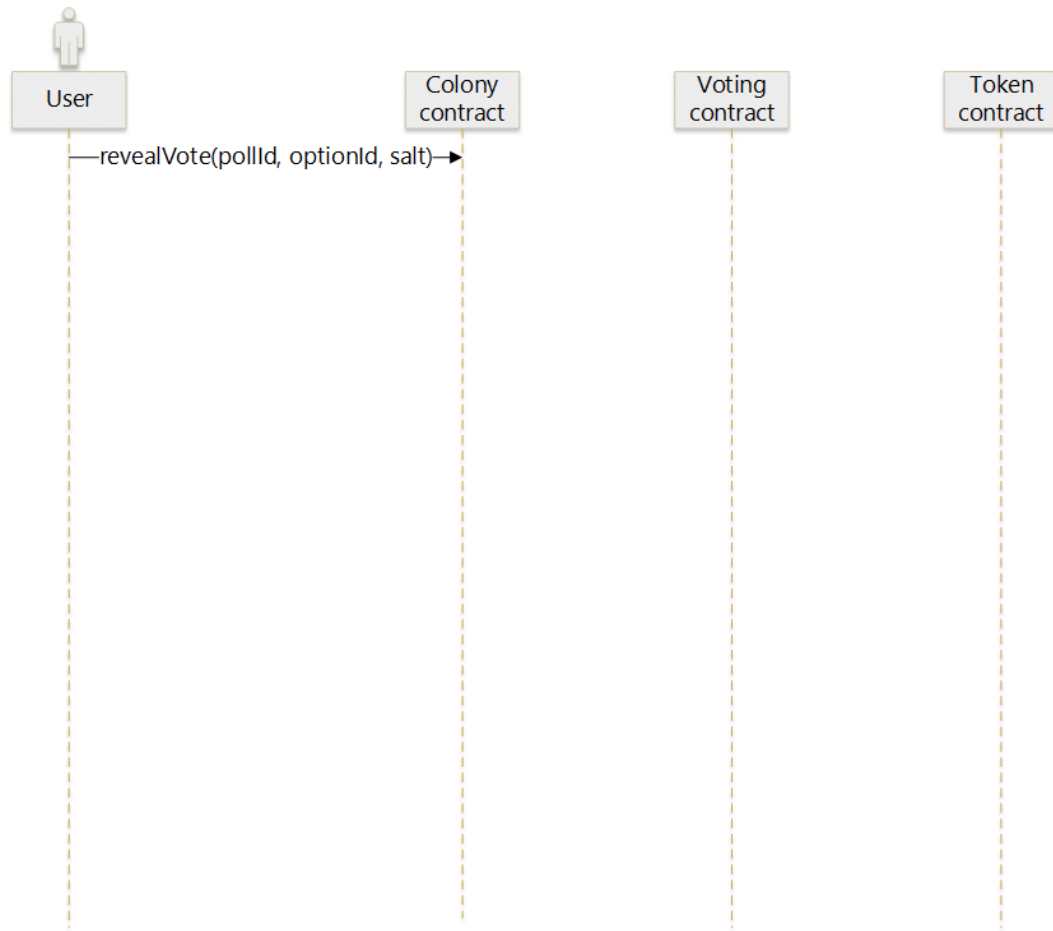 User
Colony
contract
Voting
contract
Token
contract
revealVote(pollId, optionId, salt)